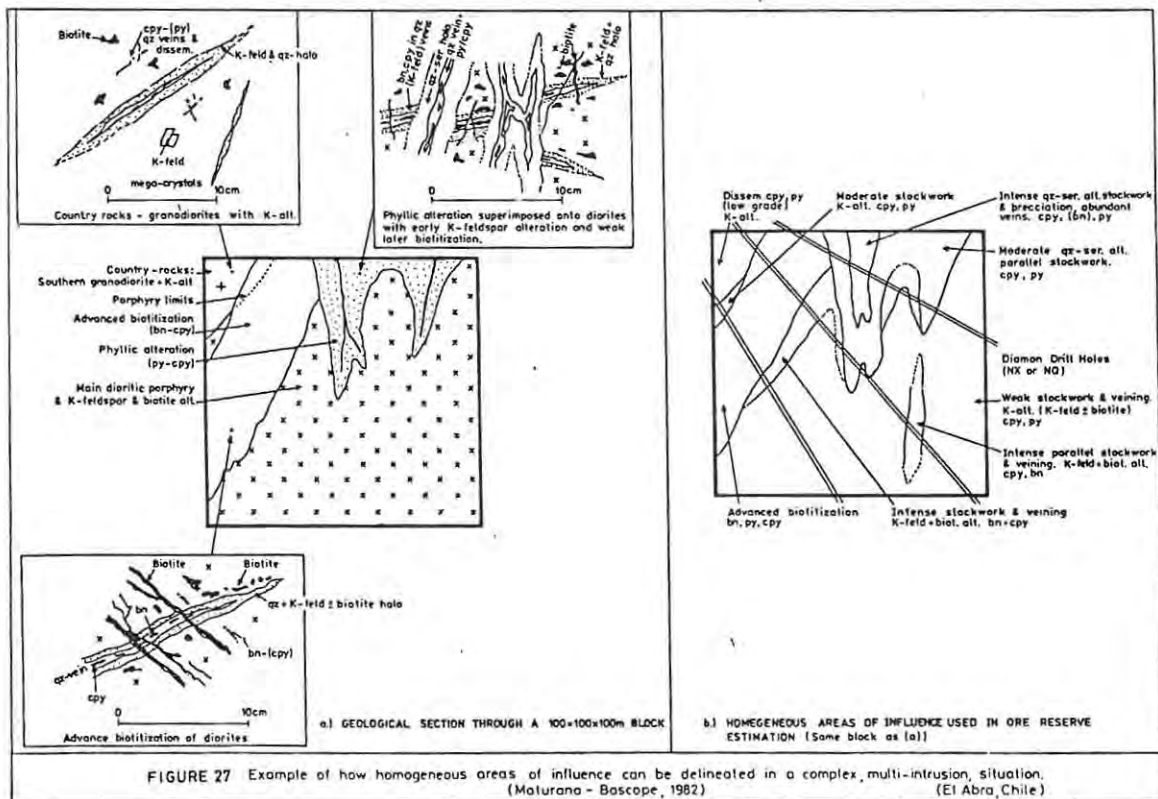 Biotite
cpy-(py)
qz veins &
dissem.
K-feld & qz-halo
K-feld
mega-crystals
0 10cm
Country rocks - granodiorites with K-alt.
bn,cpy in qz
(K-feld) veins
qz-ser halo
qz vein+
py/cpy
biotite
K-feld+
qz halo
0 10cm
Phyllic alteration superimposed onto diorites
with early K-feldspar alteration and weak
later biotitization.
Country-rocks:
Southern granodiorite+K-alt
Porphyry limits
Advanced biotitization
(bn-cpy)
Phyllic alteration
(py-cpy)
Main dioritic porphyry
& K-feldspar & biotite alt.
Biotite
Biotite
bn
qz+K-feld ± biotite halo
bn-(cpy)
qz-vein
cpy
0 10cm
Advance biotitization of diorites
a.) GEOLOGICAL SECTION THROUGH A 100×100×100m BLOCK
Dissem cpy, py
(low grade)
K-alt.
Moderate stockwork
K-alt. cpy, py
Intense qz-ser. alt. stockwork
& brecciation, abundant
veins. cpy, (bn), py
Moderate qz-ser. alt.
parallel stockwork.
cpy, py
Diamon Drill Holes
(NX or NQ)
Weak stockwork & veining.
K-alt. (K-feld ± biotite)
cpy, py
Intense parallel stockwork
& veining. K-feld+biot. alt.
cpy, bn
Advanced biotitization
bn, py, cpy
Intense stockwork & veining
K-feld+biot. alt. bn+cpy
b.) HOMEGENEOUS AREAS OF INFLUENCE USED IN ORE RESERVE
ESTIMATION (Same block as (a))
FIGURE 27 Example of how homogeneous areas of influence can be delineated in a complex, multi-intrusion, situation.
(Maturana - Boscope, 1982) (El Abra, Chile)